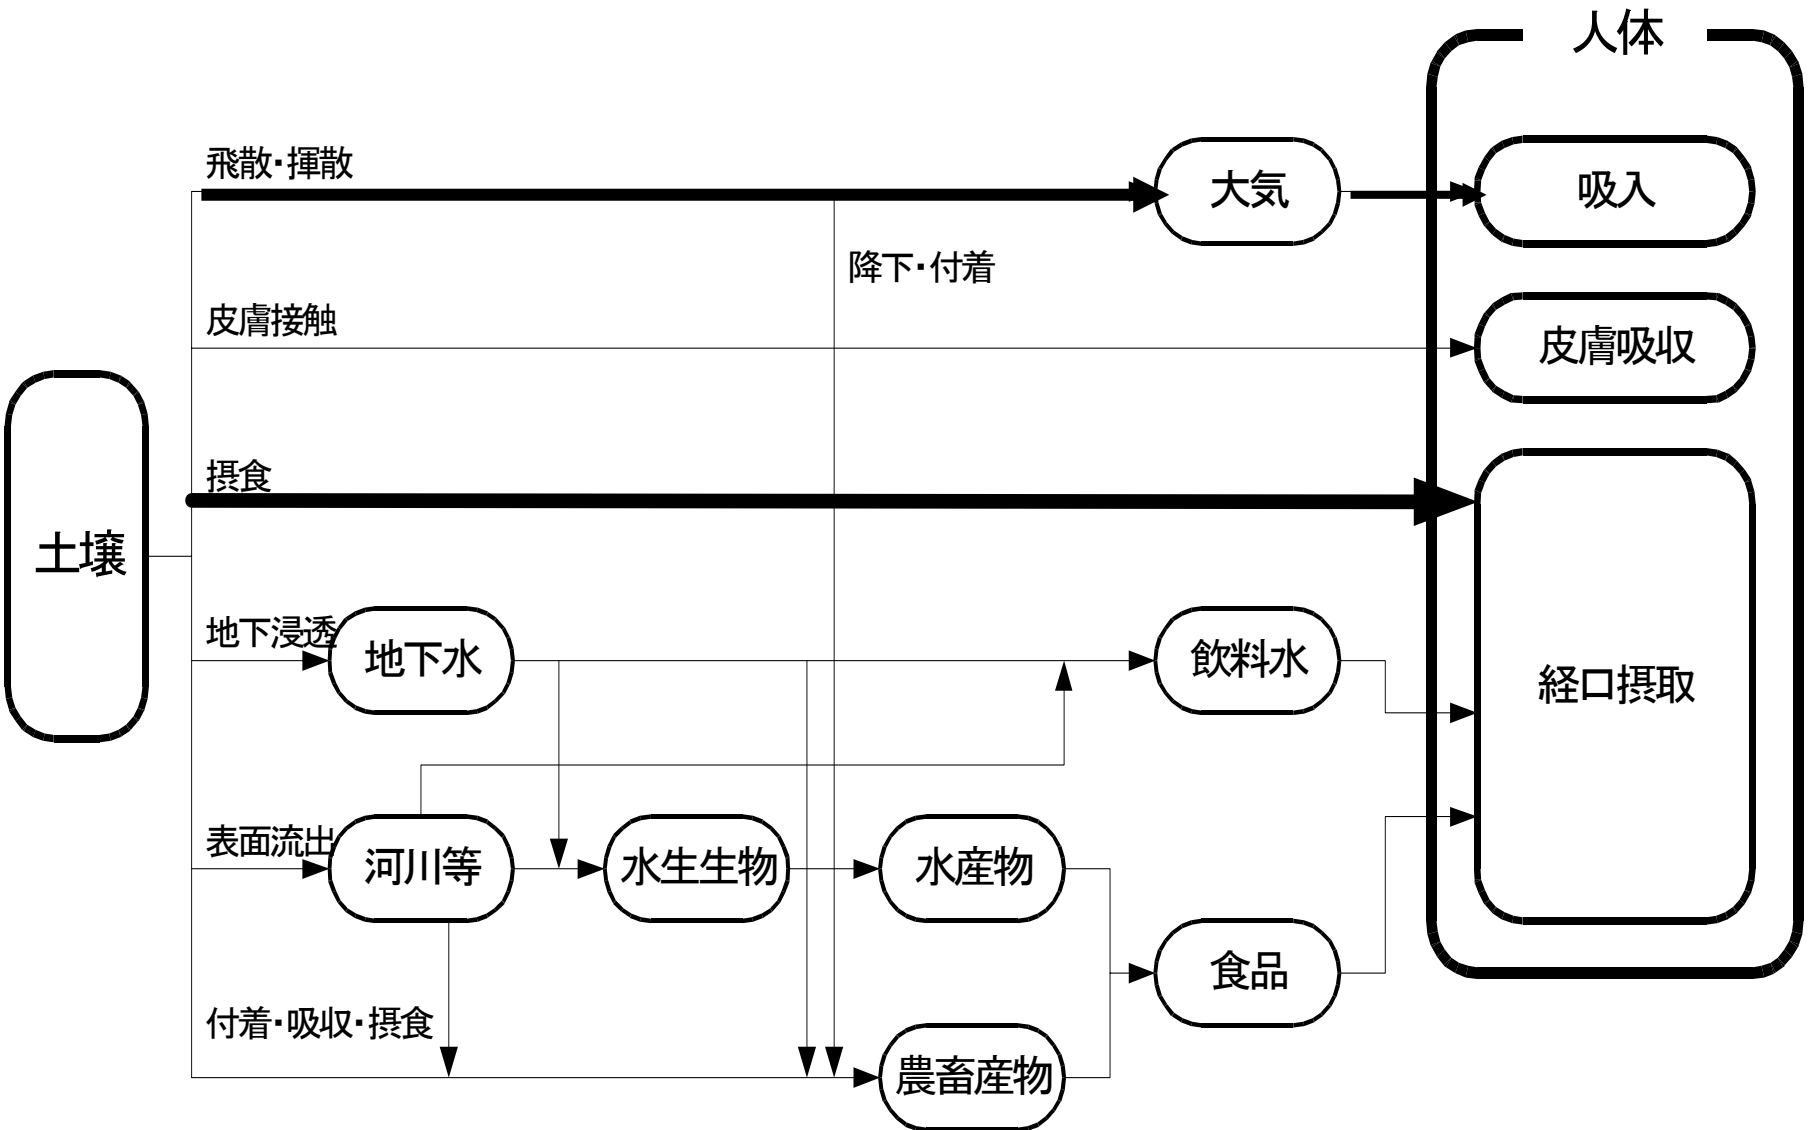 人体
飛散・揮散
大気
吸入
降下・付着
皮膚接触
皮膚吸収
摂食
土壌
地下浸透
地下水
飲料水
経口摂取
表面流出
河川等
水生生物
水産物
食品
付着・吸収・摂食
農畜産物